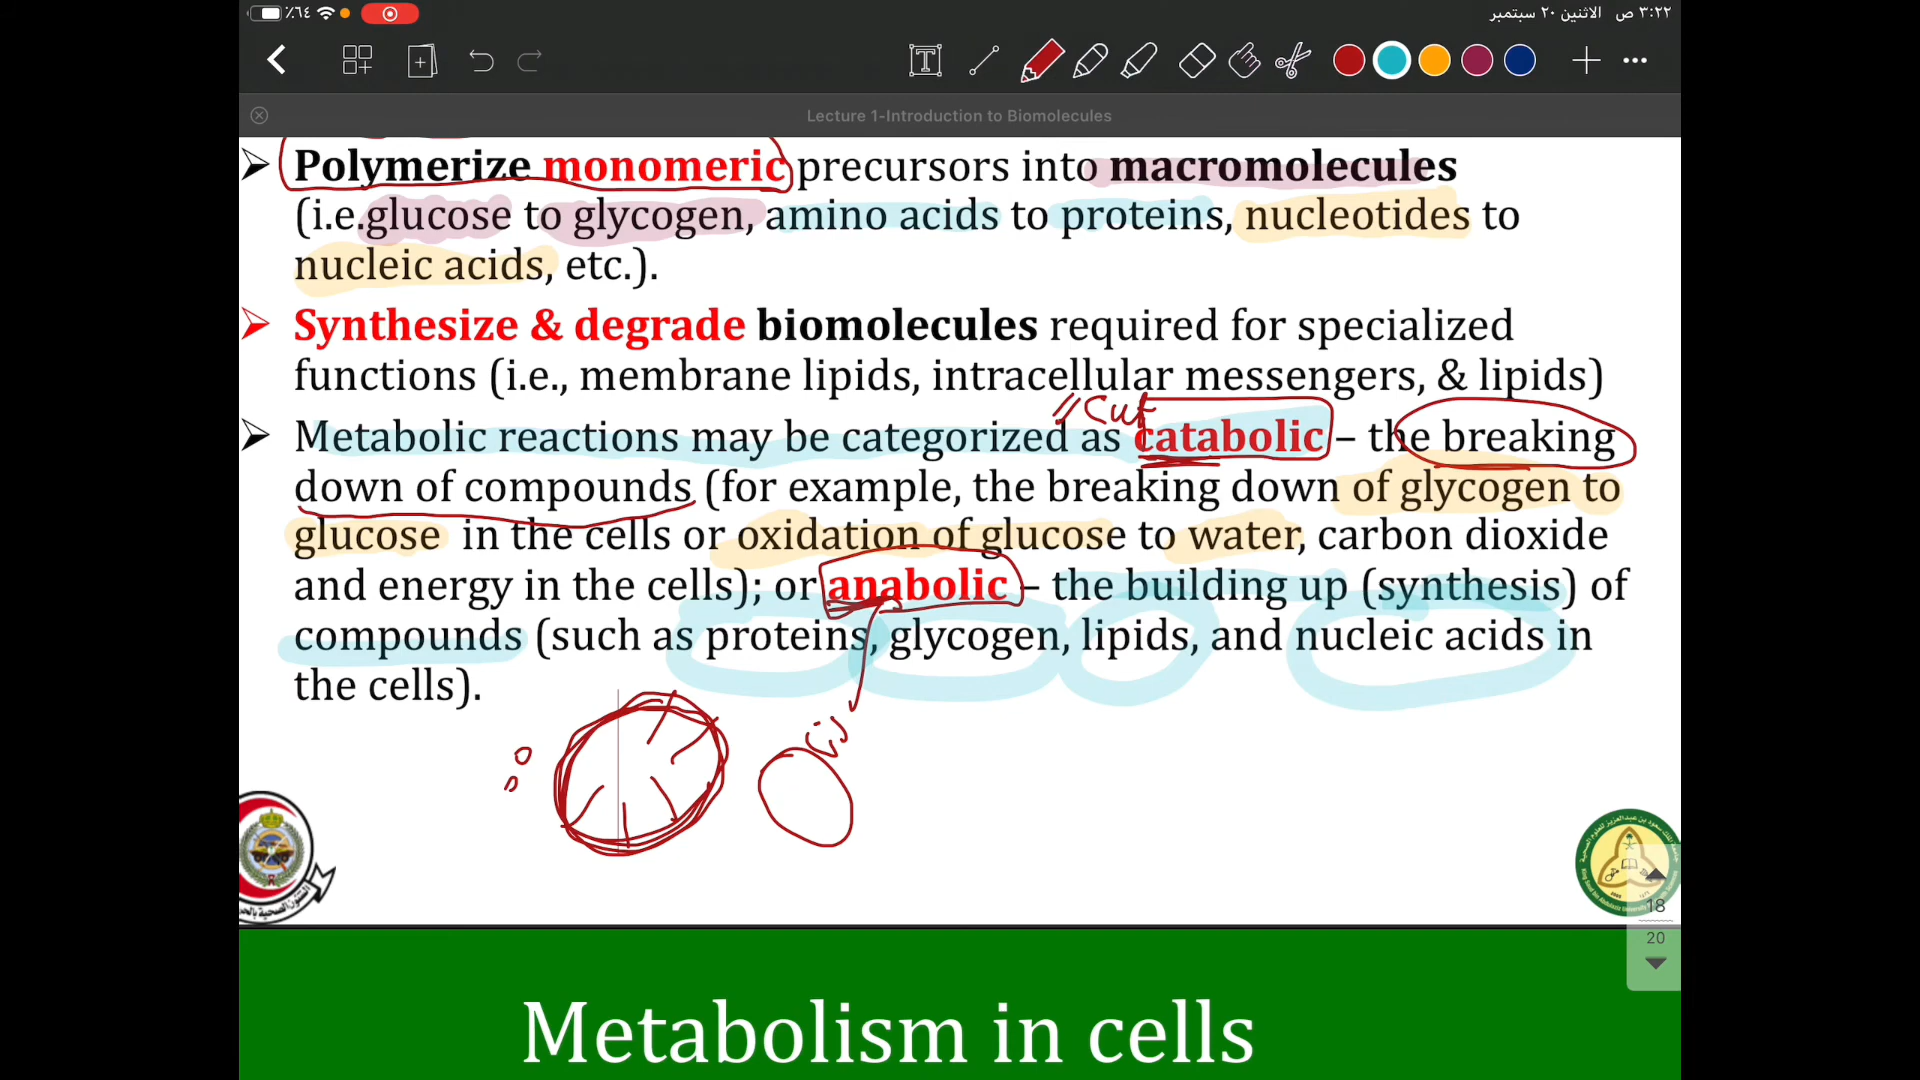 ٪٦٤
٣:٢٢ ص الاثنين ٢٠ سبتمبر
Lecture 1-Introduction to Biomolecules
Polymerize monomeric precursors into macromolecules
(i.e.glucose to glycogen, amino acids to proteins, nucleotides to
nucleic acids, etc.).
Synthesize & degrade biomolecules required for specialized
functions (i.e., membrane lipids, intracellular messengers, & lipids)
cut
Metabolic reactions may be categorized as catabolic – the breaking
down of compounds (for example, the breaking down of glycogen to
glucose in the cells or oxidation of glucose to water, carbon dioxide
and energy in the cells); or anabolic – the building up (synthesis) of
compounds (such as proteins, glycogen, lipids, and nucleic acids in
the cells).
18
20
Metabolism in cells